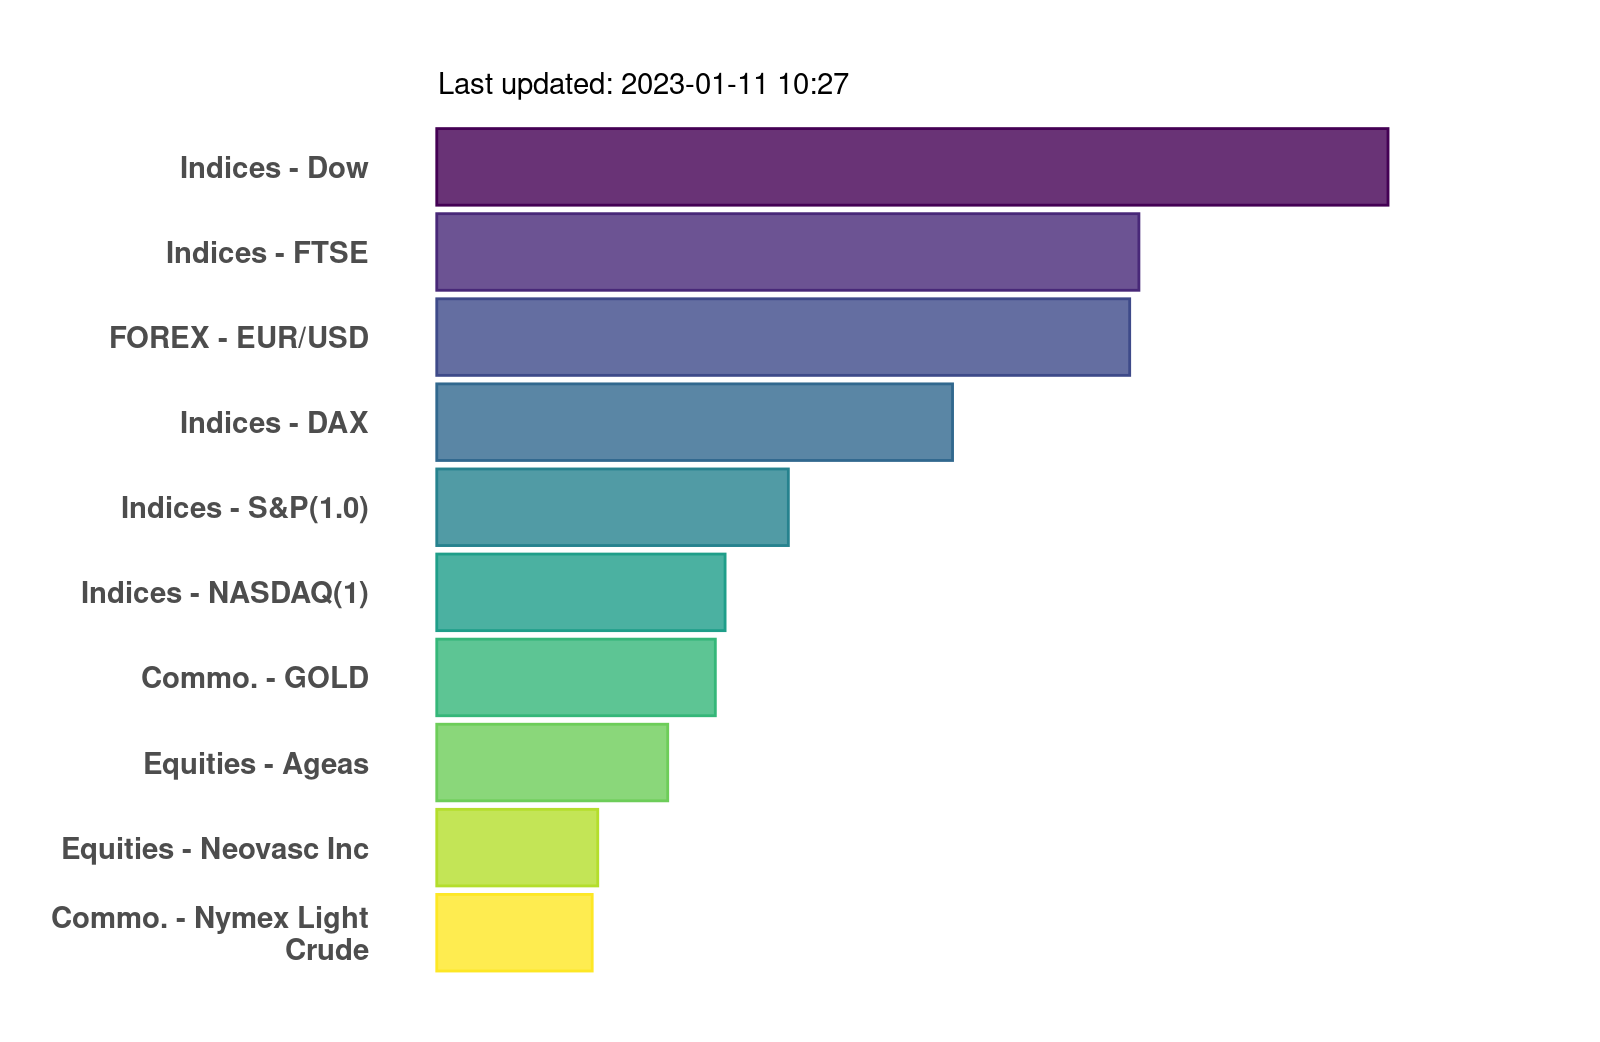 Last updated: 2023-01-11 10:27
Indices - Dow
Indices - FTSE
FOREX - EUR/USD
Indices - DAX
Indices - S&P(1.0)
Indices - NASDAQ(1)
Commo. - GOLD
Equities - Ageas
Equities - Neovasc Inc
Commo. - Nymex Light
Crude